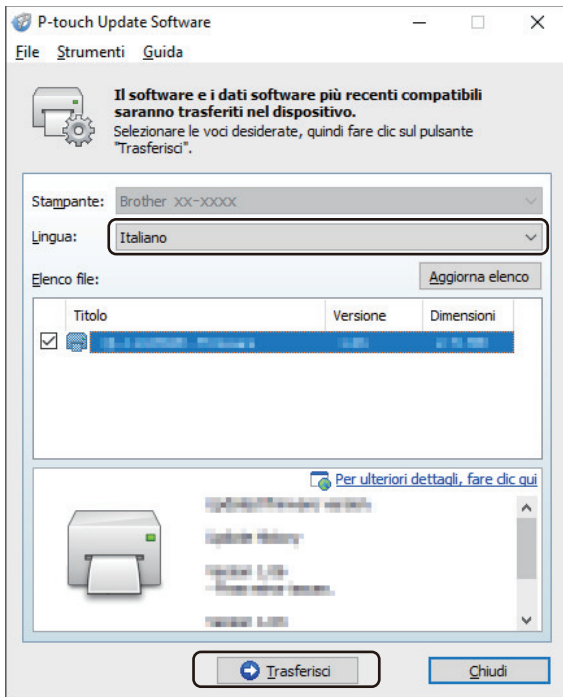 P-touch Update Software
File Strumenti Guida
Il software e i dati software più recenti compatibili
saranno trasferiti nel dispositivo.
Selezionare le voci desiderate, quindi fare clic sul pulsante
"Trasferisci".
Stampante: Brother XX-XXXX
Lingua: Italiano
Elenco file: Aggiorna elenco
Titolo Versione Dimensioni
Per ulteriori dettagli, fare clic qui
Trasferisci Chiudi